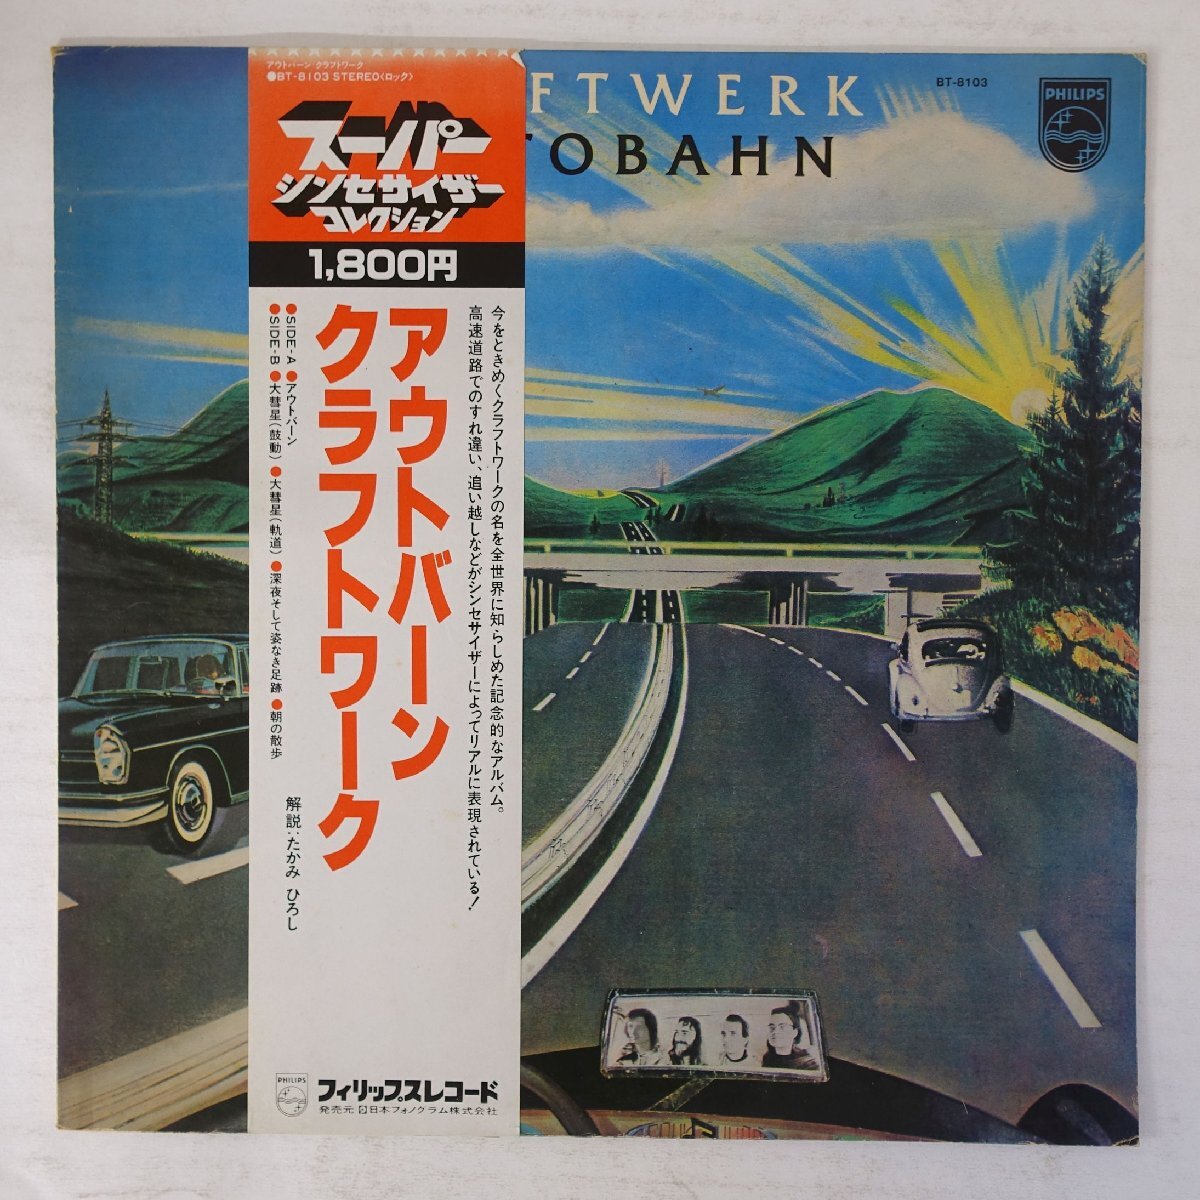 アウトバーン/クラフトワーク
●BT-8103 STEREO〈ロック〉
スーパー
シンセサイザー
コレクション
1,800円
今をときめくクラフトワークの名を全世界に知らしめた記念的なアルバム。
高速道路でのすれ違い、追い越しなどがシンセサイザーによってリアルに表現されている!
アウトバーン
クラフトワーク
●SIDE-A ●アウトバーン
●SIDE-B ●大彗星(鼓動) ●大彗星(軌道) ●深夜そして姿なき足跡 ●朝の散歩
解説:たかみ ひろし
PHILIPS
フィリップスレコード
発売元 日本フォノグラム株式会社
FTWERK
TOBAHN
BT-8103
PHILIPS